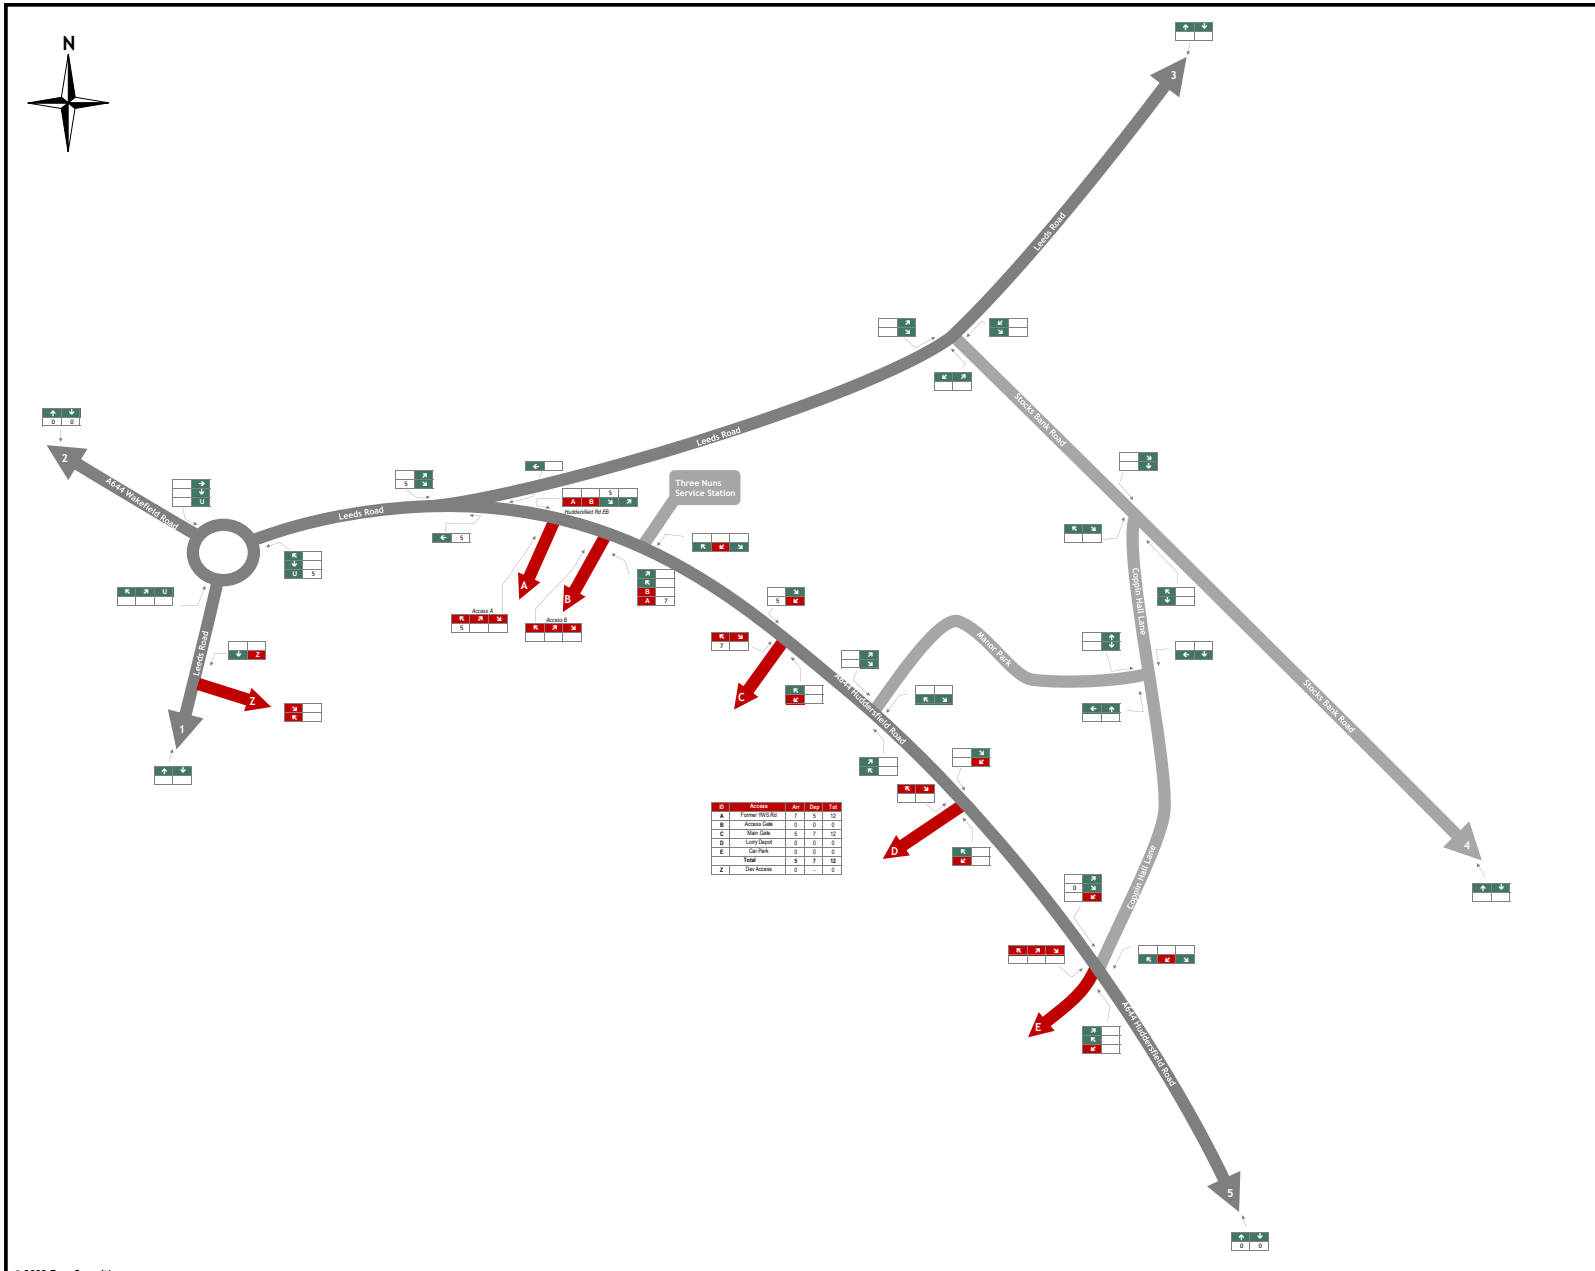 N
3
Leeds Road
Stocks Bank Road
Leeds Road
0 0
2
A644 Wakefield Road
U
5
5
A B
Huddersfield Rd EB
Three Nuns
Service Station
Leeds Road
5
U 5
U
Access A
5
A
B
Access B
B
A 7
5
7
C
Coppin Hall Lane
Manor Park
Stocks Bank Road
A644 Huddersfield Road
Leeds Road
Z
Z
1
ID Access Arr Dep Tot
A Former YWS Rd 7 5 12
B Access Gate 0 0 0
C Main Gate 5 7 12
D Lorry Depot 0 0 0
E Car Park 0 0 0
Total 5 7 12
Z Dev Access 0 - 0
D
4
Coppin Hall Lane
0
E
A644 Huddersfield Road
5
0 0